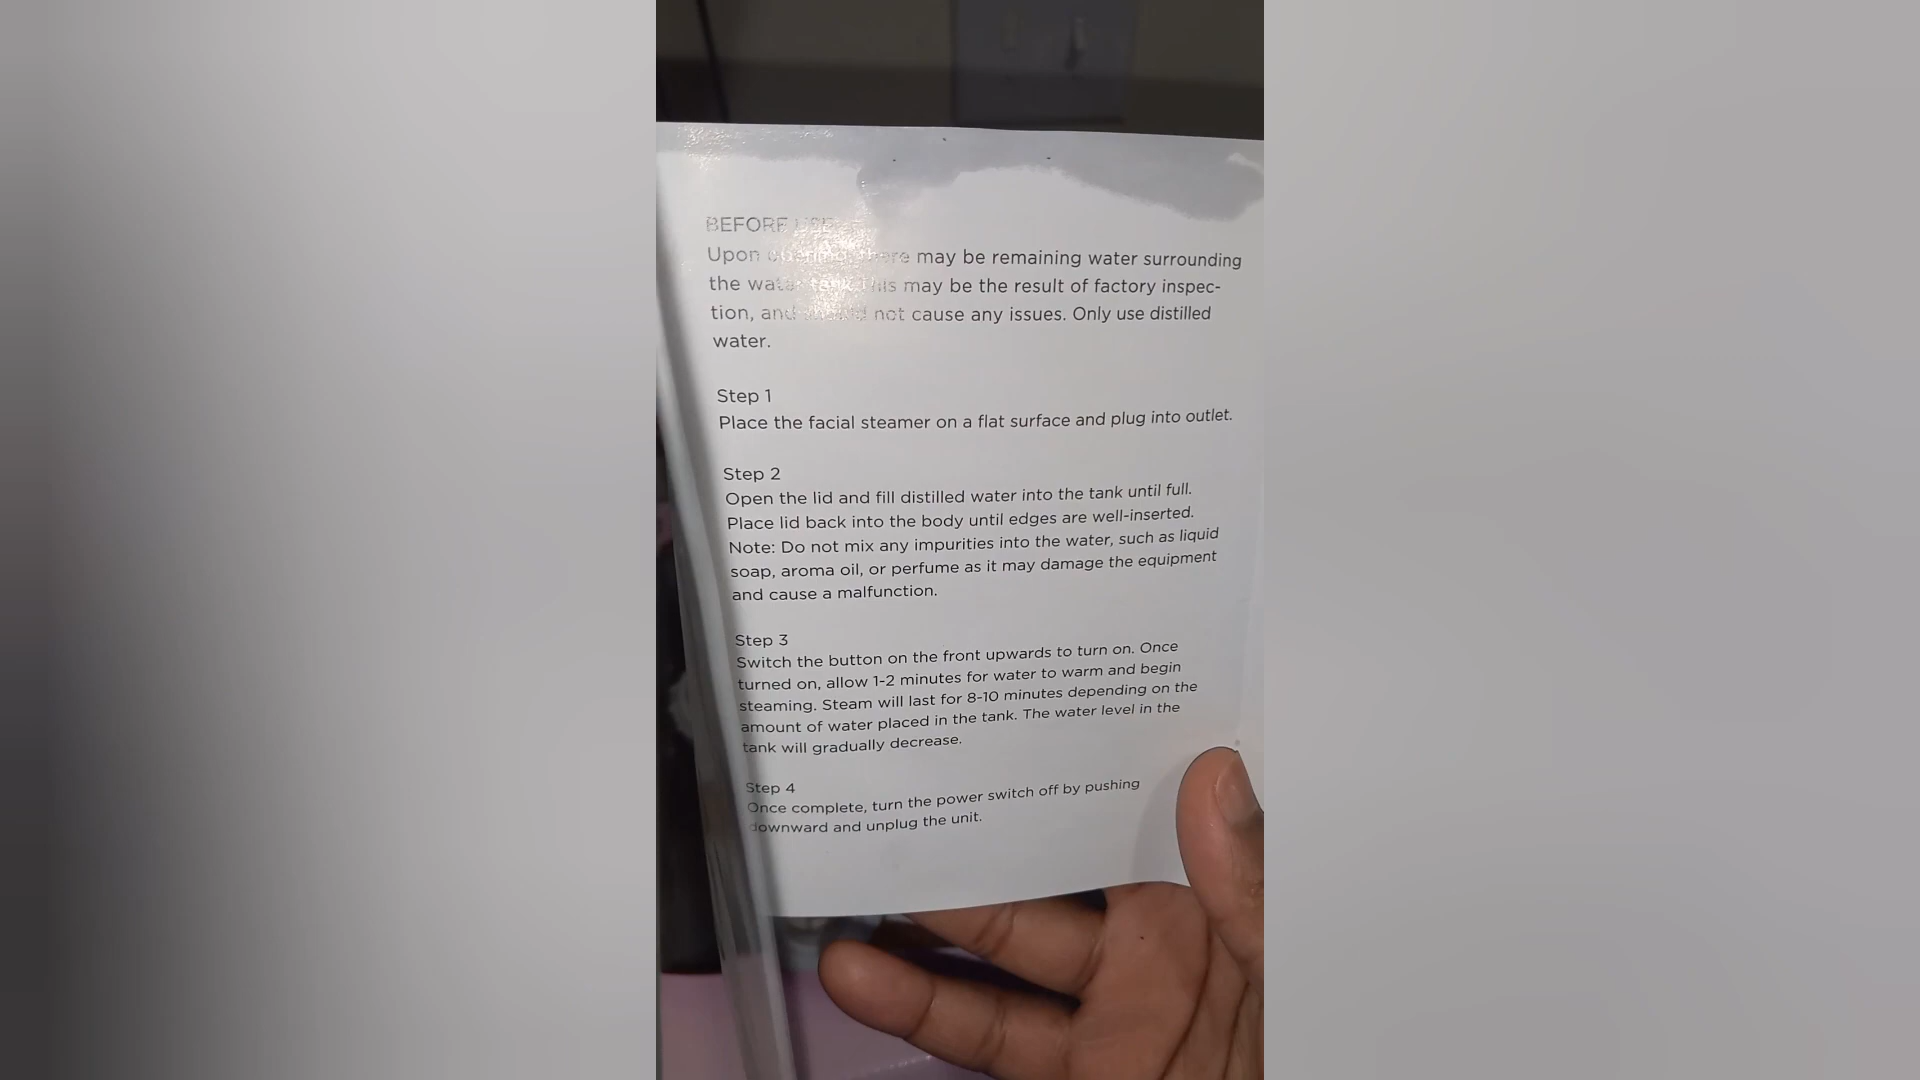 BEFORE USE
Upon opening, there may be remaining water surrounding
the water tank. This may be the result of factory inspec-
tion, and should not cause any issues. Only use distilled
water.
Step 1
Place the facial steamer on a flat surface and plug into outlet.
Step 2
Open the lid and fill distilled water into the tank until full.
Place lid back into the body until edges are well-inserted.
Note: Do not mix any impurities into the water, such as liquid
soap, aroma oil, or perfume as it may damage the equipment
and cause a malfunction.
Step 3
Switch the button on the front upwards to turn on. Once
turned on, allow 1-2 minutes for water to warm and begin
steaming. Steam will last for 8-10 minutes depending on the
amount of water placed in the tank. The water level in the
tank will gradually decrease.
Step 4
Once complete, turn the power switch off by pushing
downward and unplug the unit.